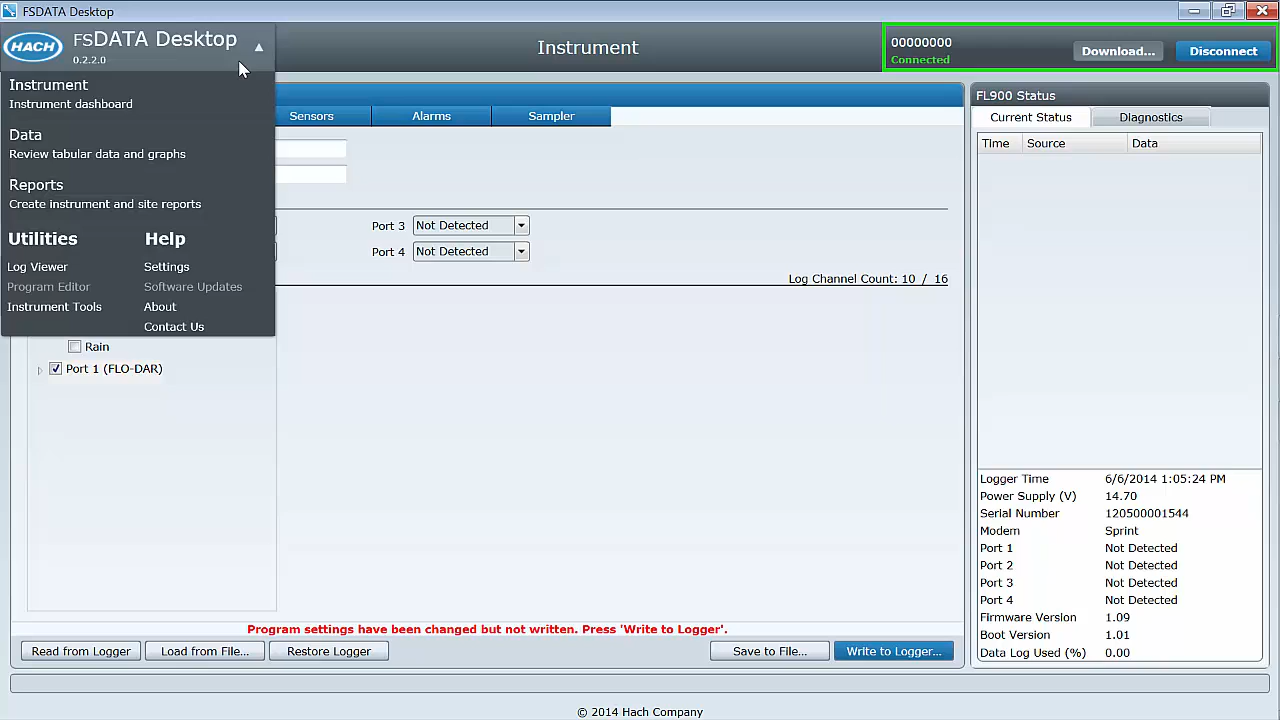 FSDATA Desktop
HACH
FSDATA Desktop
0.2.2.0
Instrument
00000000
Connected
Download...
Disconnect
Instrument
Instrument dashboard
Data
Review tabular data and graphs
Reports
Create instrument and site reports
Utilities
Help
Log Viewer
Settings
Program Editor
Software Updates
Instrument Tools
About
Contact Us
Sensors
Alarms
Sampler
Port 3
Not Detected
Port 4
Not Detected
Log Channel Count: 10 / 16
Rain
Port 1 (FLO-DAR)
Program settings have been changed but not written. Press 'Write to Logger'.
Read from Logger
Load from File...
Restore Logger
Save to File...
Write to Logger...
FL900 Status
Current Status
Diagnostics
Time Source Data
Logger Time 6/6/2014 1:05:24 PM
Power Supply (V) 14.70
Serial Number 120500001544
Modem Sprint
Port 1 Not Detected
Port 2 Not Detected
Port 3 Not Detected
Port 4 Not Detected
Firmware Version 1.09
Boot Version 1.01
Data Log Used (%) 0.00
© 2014 Hach Company